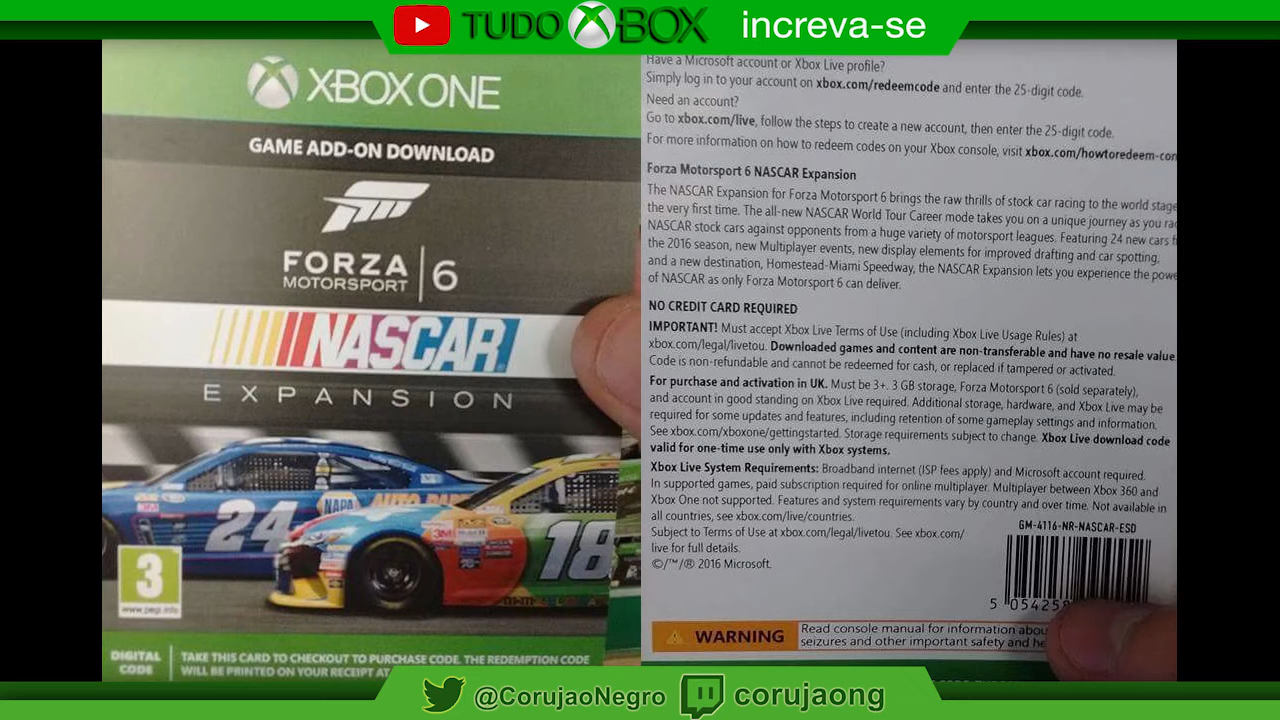 TUDO XBOX increva-se
XBOX ONE
GAME ADD-ON DOWNLOAD
FORZA
MOTORSPORT 6
NASCAR
EXPANSION
24
NAPA
AUTO
18
3M
3
www.pegi.info
DIGITAL
CODE
TAKE THIS CARD TO CHECKOUT TO PURCHASE CODE. THE REDEMPTION CODE
WILL BE PRINTED ON YOUR RECEIPT AT
Have a Microsoft account or Xbox Live profile?
Simply log in to your account on xbox.com/redeemcode and enter the 25-digit code.
Need an account?
Go to xbox.com/live, follow the steps to create a new account, then enter the 25-digit code.
For more information on how to redeem codes on your Xbox console, visit xbox.com/howtoredeem-con
Forza Motorsport 6 NASCAR Expansion
The NASCAR Expansion for Forza Motorsport 6 brings the raw thrills of stock car racing to the world stage
the very first time. The all-new NASCAR World Tour Career mode takes you on a unique journey as you rac
NASCAR stock cars against opponents from a huge variety of motorsport leagues. Featuring 24 new cars f
the 2016 season, new Multiplayer events, new display elements for improved drafting and car spotting,
and a new destination, Homestead-Miami Speedway, the NASCAR Expansion lets you experience the powe
of NASCAR as only Forza Motorsport 6 can deliver.
NO CREDIT CARD REQUIRED
IMPORTANT! Must accept Xbox Live Terms of Use (including Xbox Live Usage Rules) at
xbox.com/legal/livetou. Downloaded games and content are non-transferable and have no resale value.
Code is non-refundable and cannot be redeemed for cash, or replaced if tampered or activated.
For purchase and activation in UK. Must be 3+. 3 GB storage, Forza Motorsport 6 (sold separately),
and account in good standing on Xbox Live required. Additional storage, hardware, and Xbox Live may be
required for some updates and features, including retention of some gameplay settings and information.
See xbox.com/xboxone/gettingstarted. Storage requirements subject to change. Xbox Live download code
valid for one-time use only with Xbox systems.
Xbox Live System Requirements: Broadband internet (ISP fees apply) and Microsoft account required.
In supported games, paid subscription required for online multiplayer. Multiplayer between Xbox 360 and
Xbox One not supported. Features and system requirements vary by country and over time. Not available in
all countries, see xbox.com/live/countries.
Subject to Terms of Use at xbox.com/legal/livetou. See xbox.com/
live for full details.
©/™/® 2016 Microsoft.
GM-4116-NR-NASCAR-ESD
5 054258
WARNING
Read console manual for information abou
seizures and other important safety and he
@CorujaoNegro corujaong